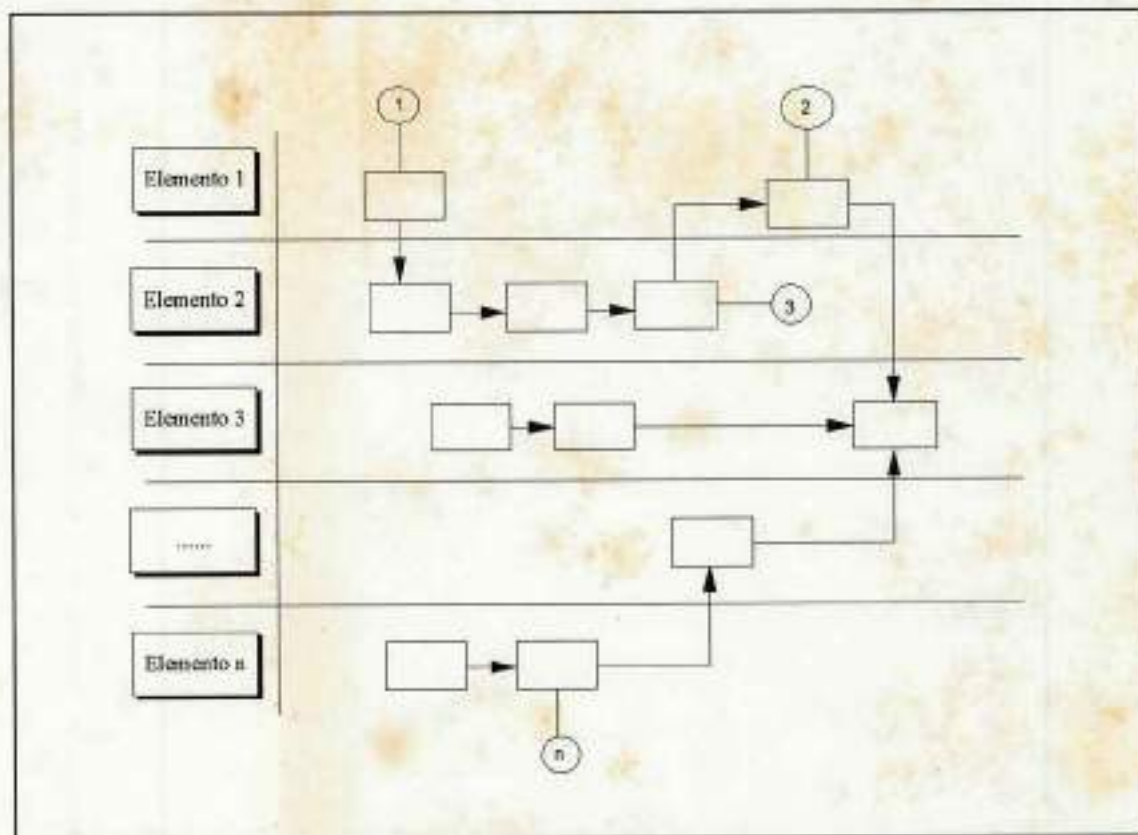 1
2
Elemento 1
Elemento 2
3
Elemento 3
......
Elemento n
n